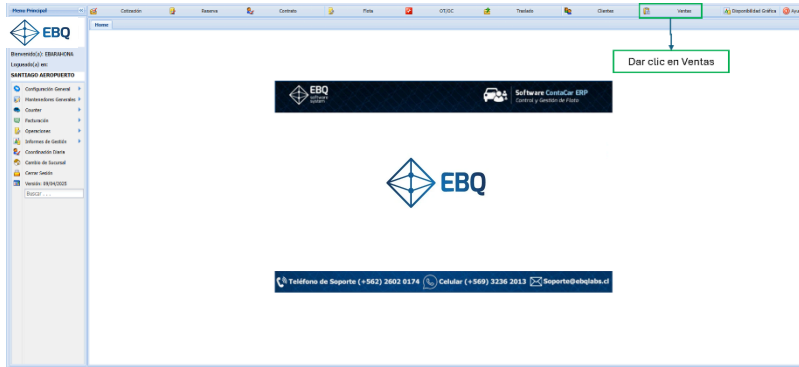 Menu Principal
Cotización
Reserva
Contrato
Flota
OT/OC
Traslado
Clientes
Ventas
Disponibilidad Gráfica
Home
EBQ
Bienvenido(a): EBARAHONA
Logueado(a) en:
SANTIAGO AEROPUERTO
Configuración General
Mantenedores Generales
Counter
Facturación
Operaciones
Informes de Gestión
Coordinación Diaria
Cambio de Sucursal
Cerrar Sesión
Versión: 09/04/2025
Buscar . . .
Dar clic en Ventas
EBQ
software
system
Software ContaCar ERP
Control y Gestión de Flota
EBQ
Teléfono de Soporte (+562) 2602 0174 Celular (+569) 3236 2013 Soporte@ebqlabs.cl